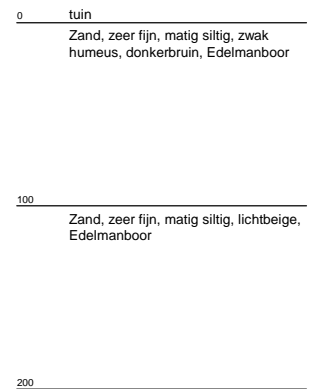 0 tuin
Zand, zeer fijn, matig siltig, zwak
humeus, donkerbruin, Edelmanboor
100
Zand, zeer fijn, matig siltig, lichtbeige,
Edelmanboor
200